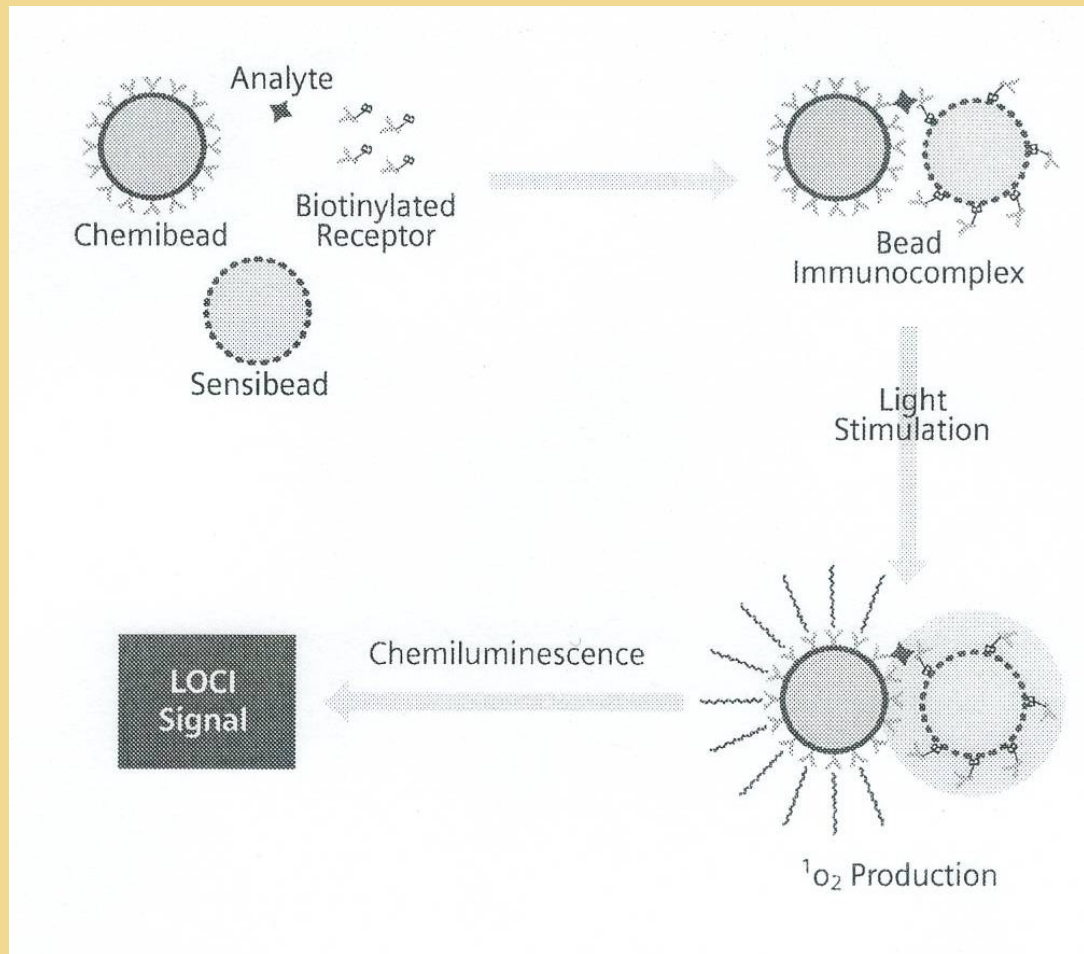 Analyte
Biotinylated
Receptor
Chemibead
Sensibead
Bead
Immunocomplex
Light
Stimulation
Chemiluminescence
LOCI
Signal
¹o₂ Production